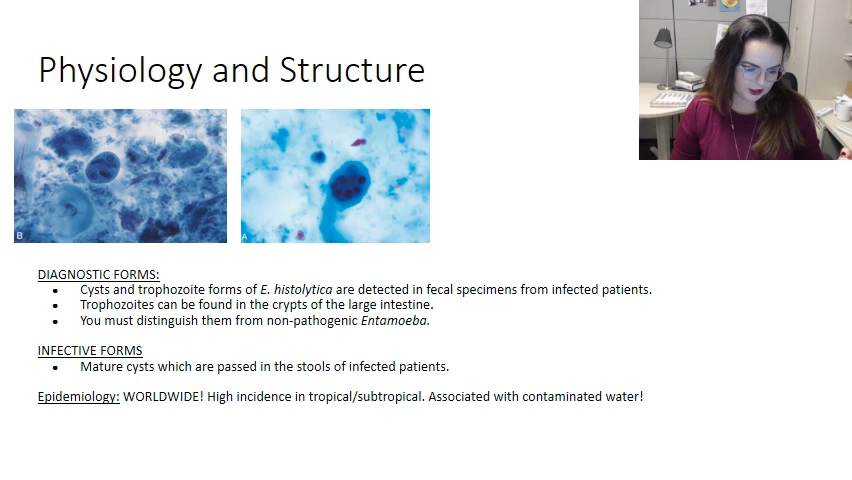 Physiology and Structure
B
A
DIAGNOSTIC FORMS:
• Cysts and trophozoite forms of E. histolytica are detected in fecal specimens from infected patients.
• Trophozoites can be found in the crypts of the large intestine.
• You must distinguish them from non-pathogenic Entamoeba.
INFECTIVE FORMS
• Mature cysts which are passed in the stools of infected patients.
Epidemiology: WORLDWIDE! High incidence in tropical/subtropical. Associated with contaminated water!